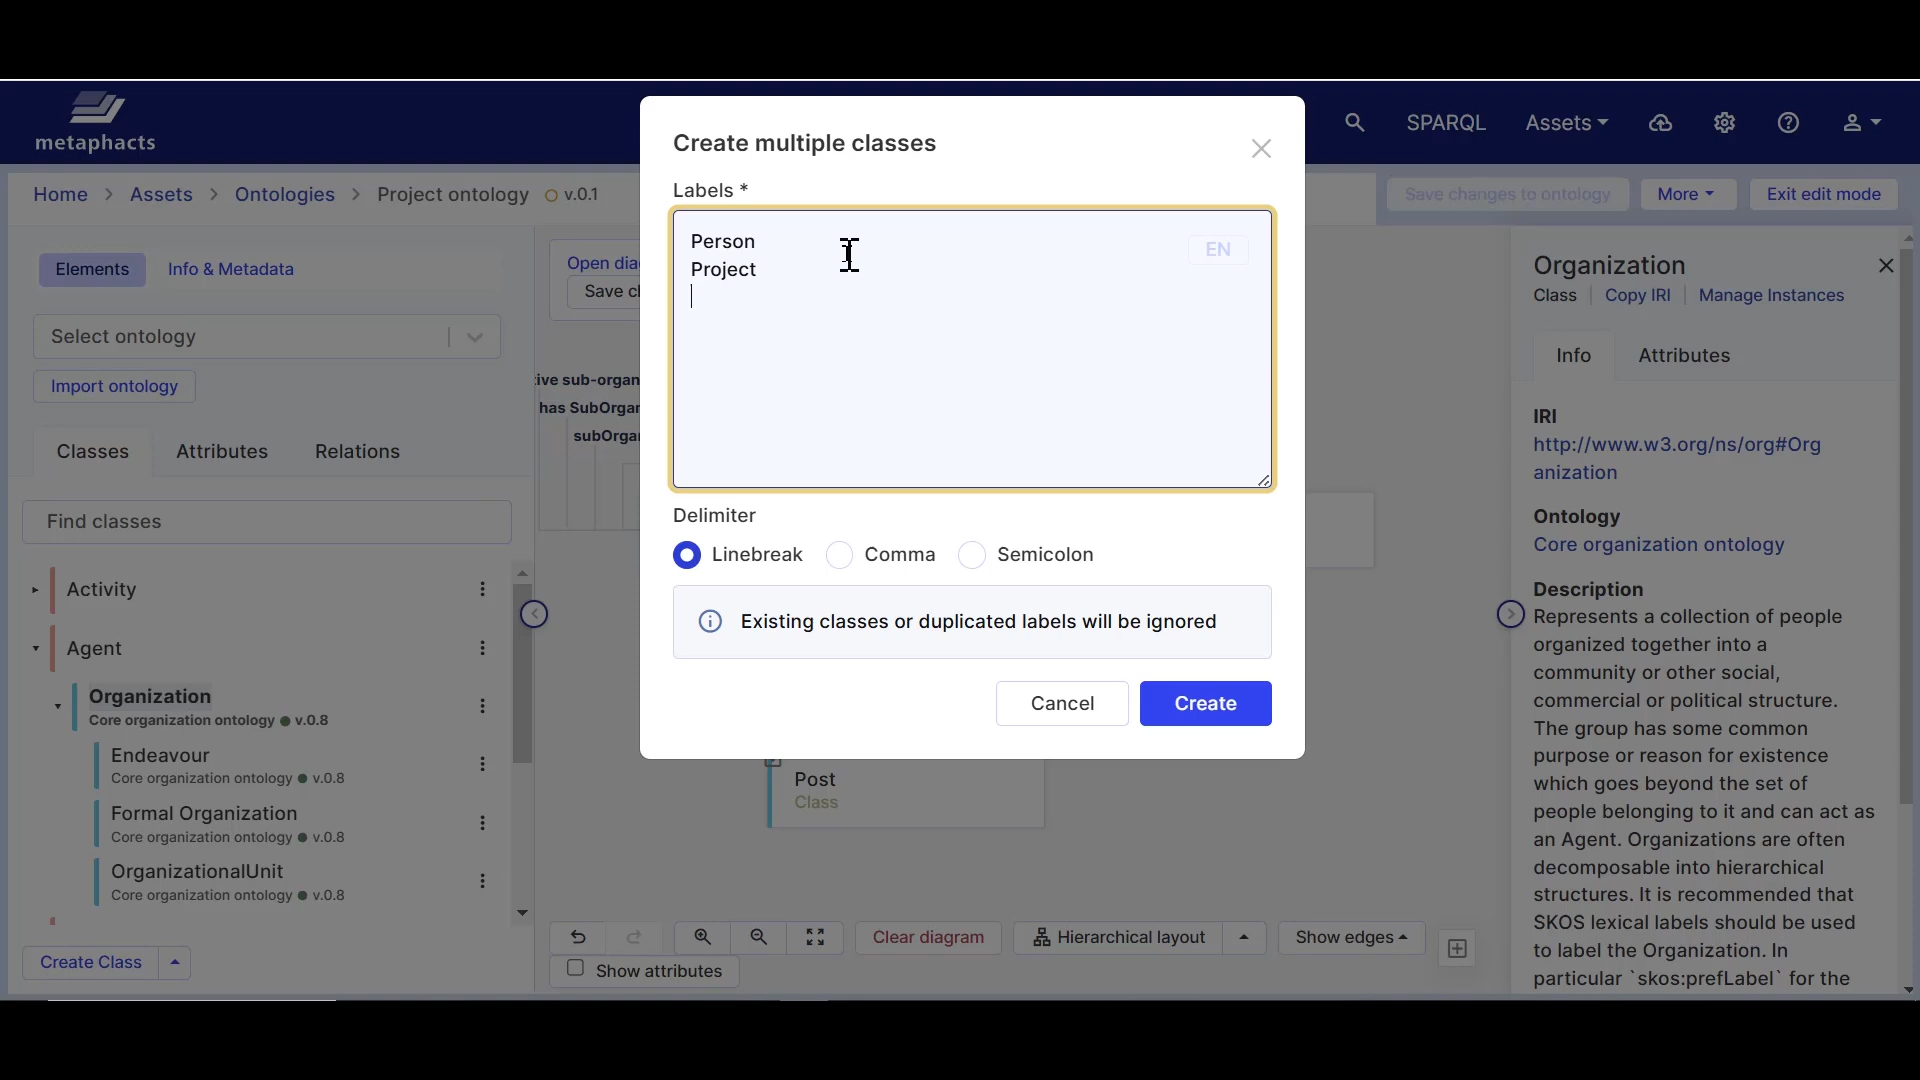 metaphacts
SPARQL
Assets
Home > Assets > Ontologies > Project ontology v.0.1
Save changes to ontology
More
Exit edit mode
Elements
Info & Metadata
Select ontology
Import ontology
Classes
Attributes
Relations
Find classes
Activity
Agent
Organization
Core organization ontology v.0.8
Endeavour
Core organization ontology v.0.8
Formal Organization
Core organization ontology v.0.8
OrganizationalUnit
Core organization ontology v.0.8
Create Class
Open dia
Save ch
ive sub-organ
has SubOrgan
subOrgan
Create multiple classes
Labels *
Person
Project
EN
Delimiter
Linebreak
Comma
Semicolon
Existing classes or duplicated labels will be ignored
Cancel
Create
Post
Class
Clear diagram
Hierarchical layout
Show edges
Show attributes
Organization
Class
Copy IRI
Manage Instances
Info
Attributes
IRI
http://www.w3.org/ns/org#Org
anization
Ontology
Core organization ontology
Description
Represents a collection of people
organized together into a
community or other social,
commercial or political structure.
The group has some common
purpose or reason for existence
which goes beyond the set of
people belonging to it and can act as
an Agent. Organizations are often
decomposable into hierarchical
structures. It is recommended that
SKOS lexical labels should be used
to label the Organization. In
particular `skos:prefLabel` for the